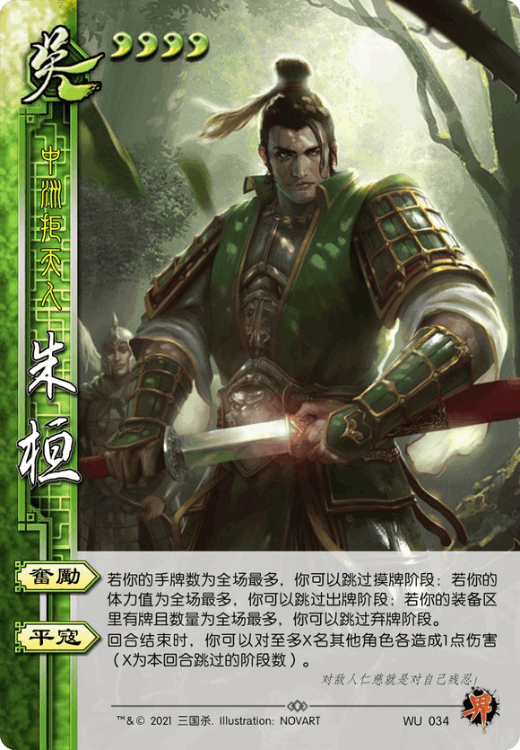 吴
中洲拒天人
朱桓
奮勵
若你的手牌数为全场最多，你可以跳过摸牌阶段；若你的
体力值为全场最多，你可以跳过出牌阶段；若你的装备区
里有牌且数量为全场最多，你可以跳过弃牌阶段。
平寇
回合结束时，你可以对至多X名其他角色各造成1点伤害
（X为本回合跳过的阶段数）。
对敌人仁慈就是对自己残忍！
™&© 2021 三国杀. Illustration: NOVART
WU 034
界